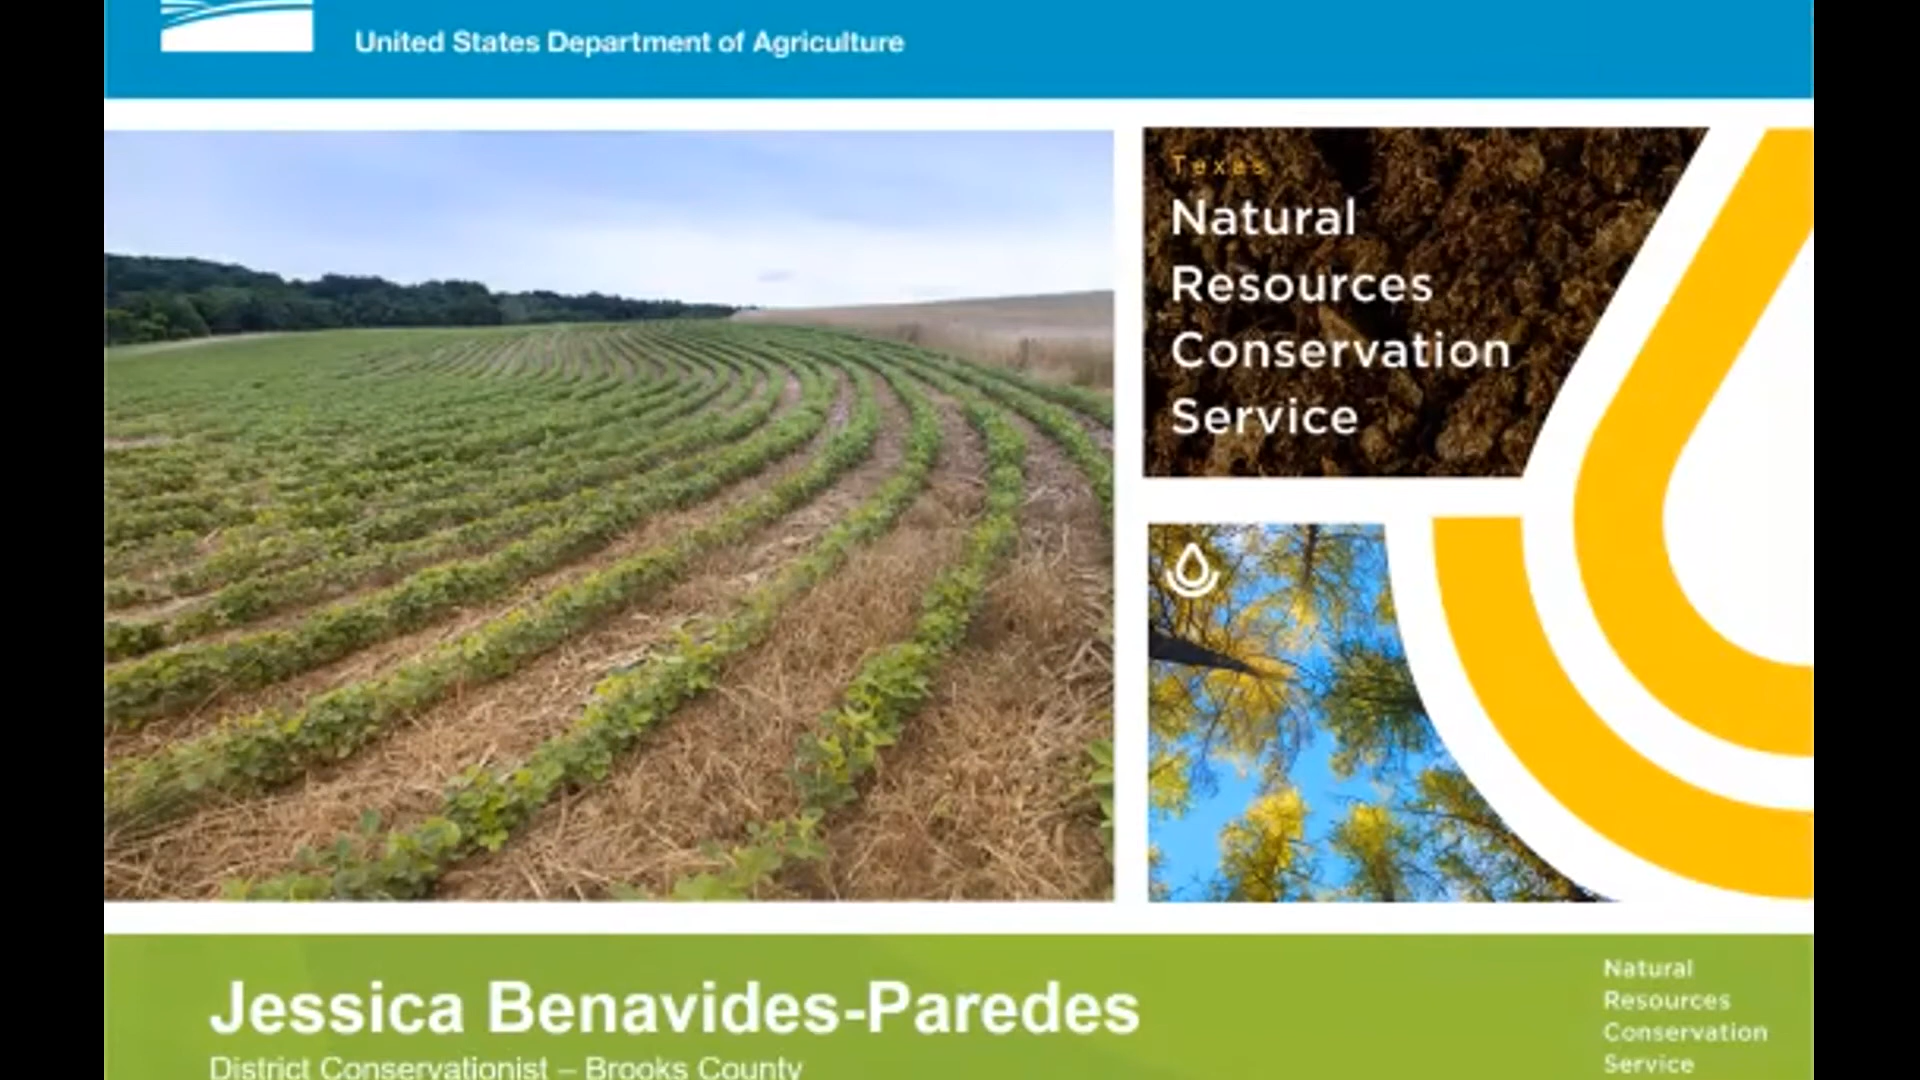 United States Department of Agriculture
Texas
Natural
Resources
Conservation
Service
Jessica Benavides-Paredes
District Conservationist – Brooks County
Natural
Resources
Conservation
Service